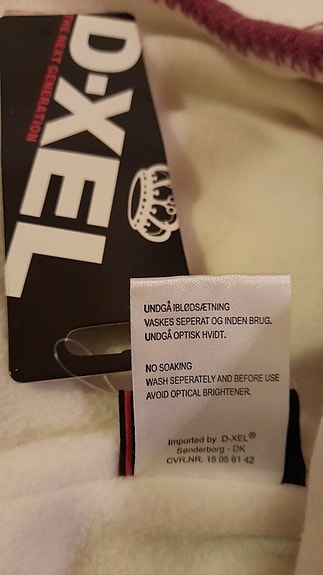 D-XEL
THE NEXT GENERATION
UNDGÅ IBLØDSÆTNING
VASKES SEPERAT OG INDEN BRUG.
UNDGÅ OPTISK HVIDT.
NO SOAKING
WASH SEPERATELY AND BEFORE USE
AVOID OPTICAL BRIGHTENER.
Imported by D-XEL®
Sønderborg - DK
CVR.NR. 15 05 61 42